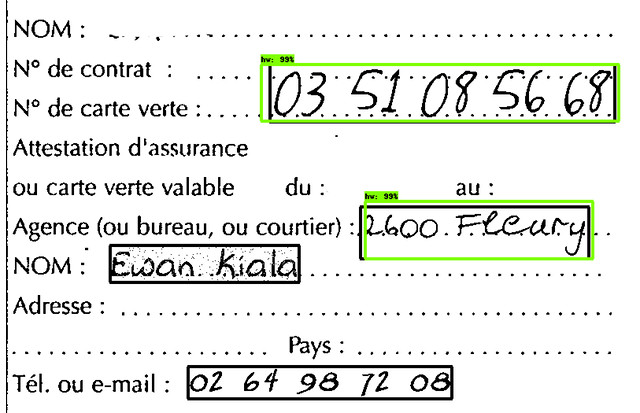 NOM :
N° de contrat :
hw: 99%
03 51 08 56 68
N° de carte verte :
Attestation d'assurance
ou carte verte valable du : au :
hw: 99%
Agence (ou bureau, ou courtier) : 2600 Fleury
NOM : Ewan Kiala
Adresse :
Pays :
Tél. ou e-mail : 02 64 98 72 08